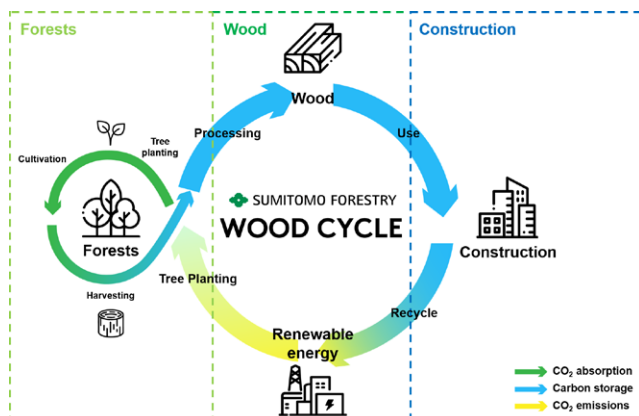 Forests
Wood
Construction
Wood
Processing
Use
Tree
planting
Cultivation
Forests
Harvesting
SUMITOMO FORESTRY
WOOD CYCLE
Construction
Tree Planting
Recycle
Renewable
energy
CO₂ absorption
Carbon storage
CO₂ emissions